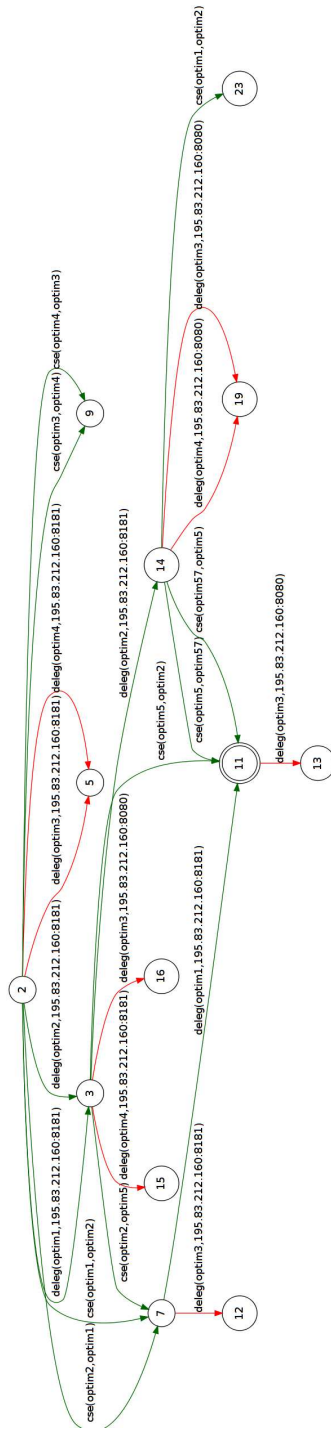 2
deleg(optim1,195.83.212.160:8181) deleg(optim2,195.83.212.160:8181) deleg(optim3,195.83.212.160:8181) deleg(optim4,195.83.212.160:8181) cse(optim3,optim4) cse(optim4,optim3)
cse(optim2,optim1) cse(optim1,optim2) 3 5 9
cse(optim2,optim5) deleg(optim4,195.83.212.160:8181) deleg(optim3,195.83.212.160:8080) deleg(optim2,195.83.212.160:8181)
7 15 16 cse(optim5,optim2) 14
deleg(optim3,195.83.212.160:8181) deleg(optim1,195.83.212.160:8181) cse(optim5,optim57) cse(optim57,optim5) deleg(optim4,195.83.212.160:8080) deleg(optim3,195.83.212.160:8080) cse(optim1,optim2)
12 11 19 23
deleg(optim3,195.83.212.160:8080)
13